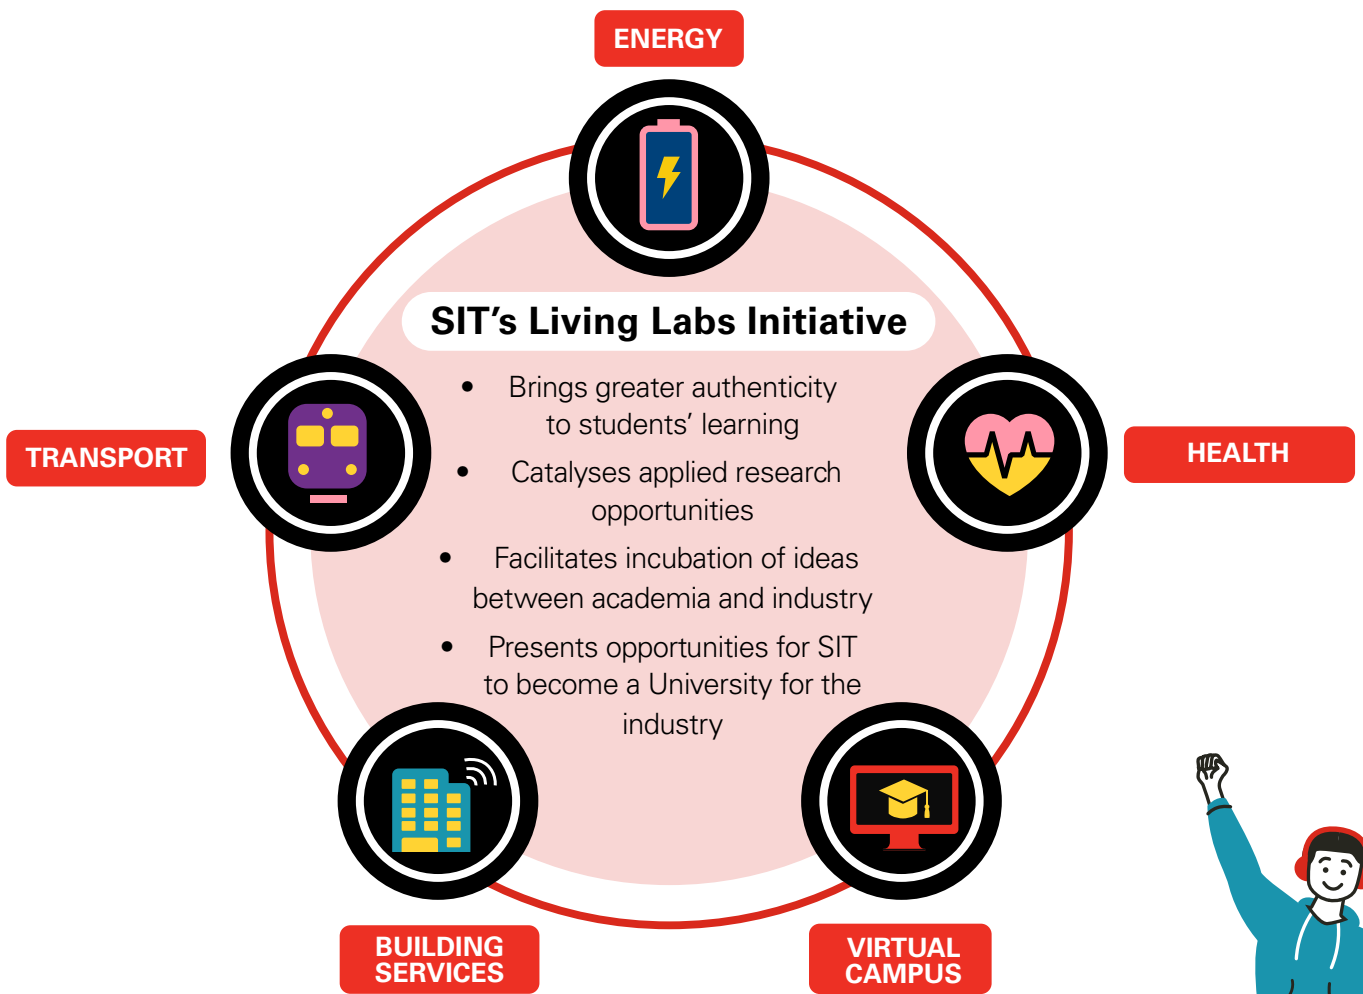 ENERGY
SIT’s Living Labs Initiative
• Brings greater authenticity
to students’ learning
• Catalyses applied research
opportunities
• Facilitates incubation of ideas
between academia and industry
• Presents opportunities for SIT
to become a University for the
industry
TRANSPORT
HEALTH
BUILDING
SERVICES
VIRTUAL
CAMPUS